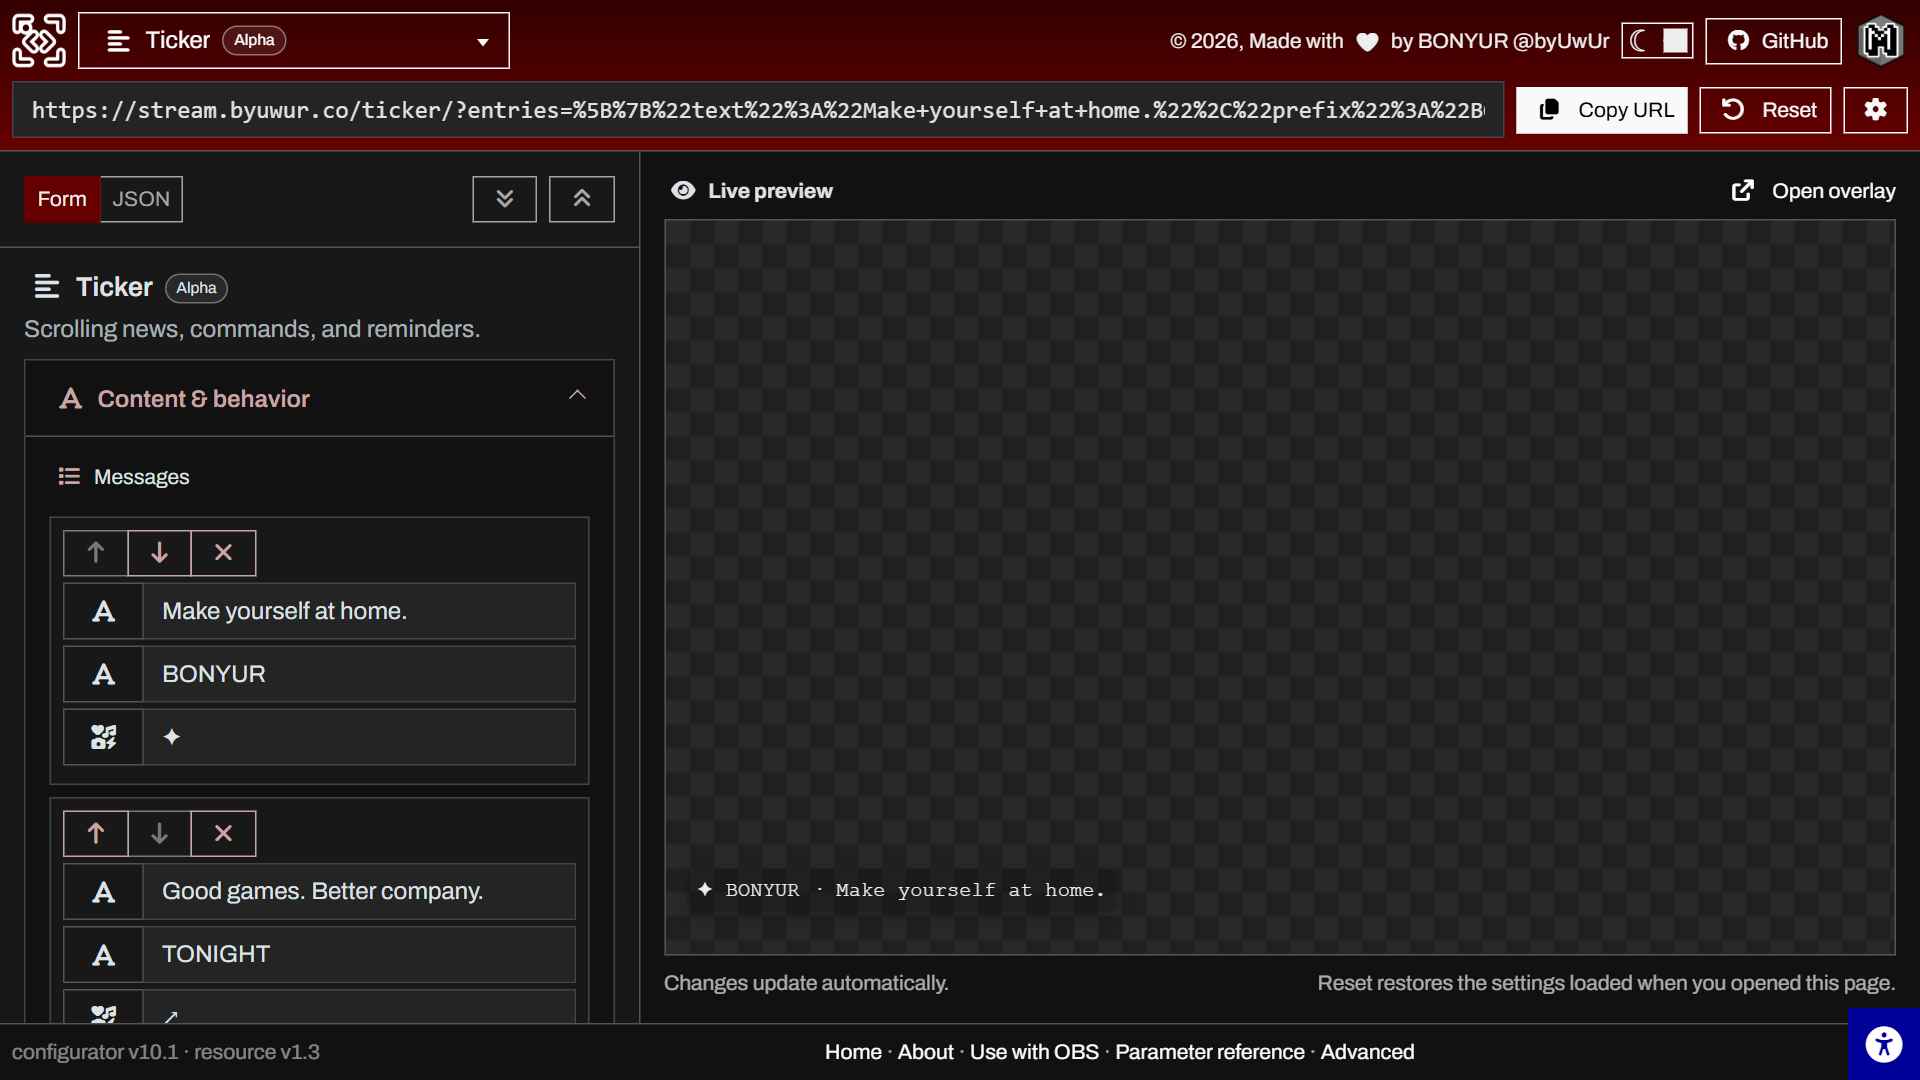 Ticker Alpha
© 2026, Made with by BONYUR @byUwUr
GitHub
https://stream.byuwur.co/ticker/?entries=%5B%7B%22text%22%3A%22Make+yourself+at+home.%22%2C%22prefix%22%3A%22B
Copy URL
Reset
Form
JSON
Live preview
Open overlay
Ticker Alpha
Scrolling news, commands, and reminders.
Content & behavior
Messages
Make yourself at home.
BONYUR
✦
Good games. Better company.
TONIGHT
↗
✦ BONYUR · Make yourself at home.
Changes update automatically.
Reset restores the settings loaded when you opened this page.
configurator v10.1 · resource v1.3
Home · About · Use with OBS · Parameter reference · Advanced